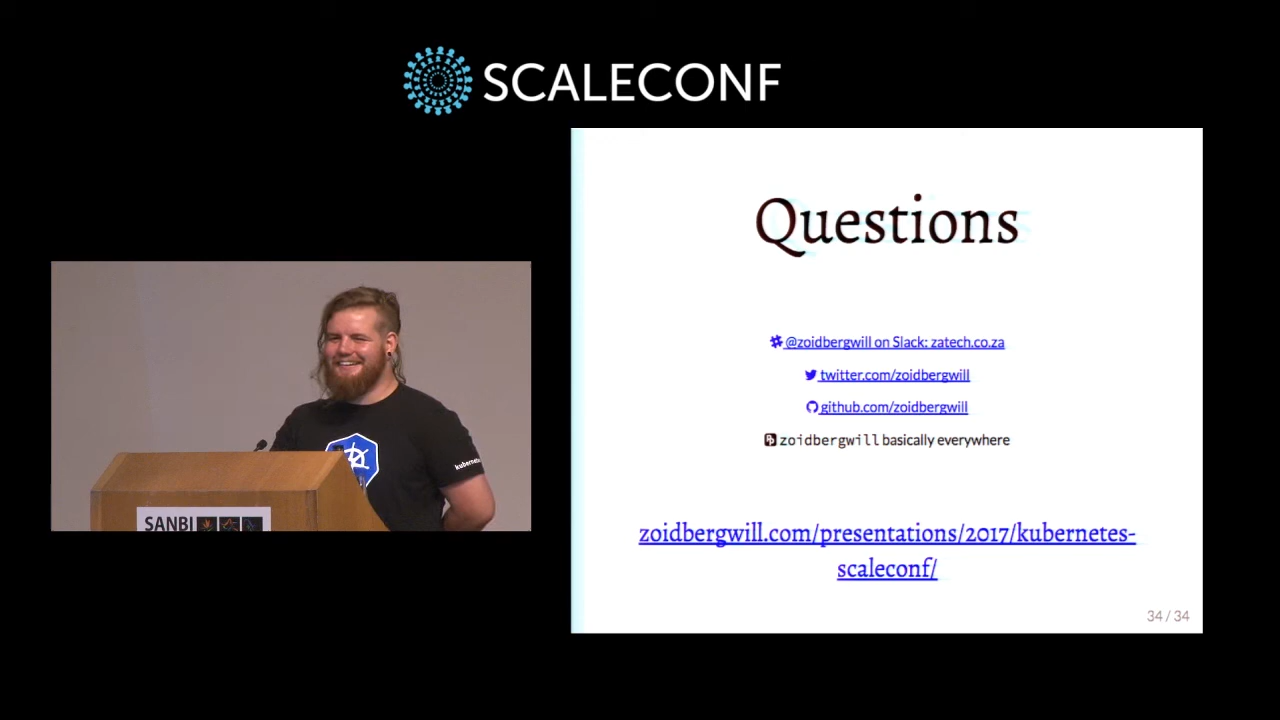 SCALECONF
Questions
@zoidbergwill on Slack: zatech.co.za
twitter.com/zoidbergwill
github.com/zoidbergwill
zoidbergwill basically everywhere
zoidbergwill.com/presentations/2017/kubernetes-
scaleconf/
34 / 34
SANBI